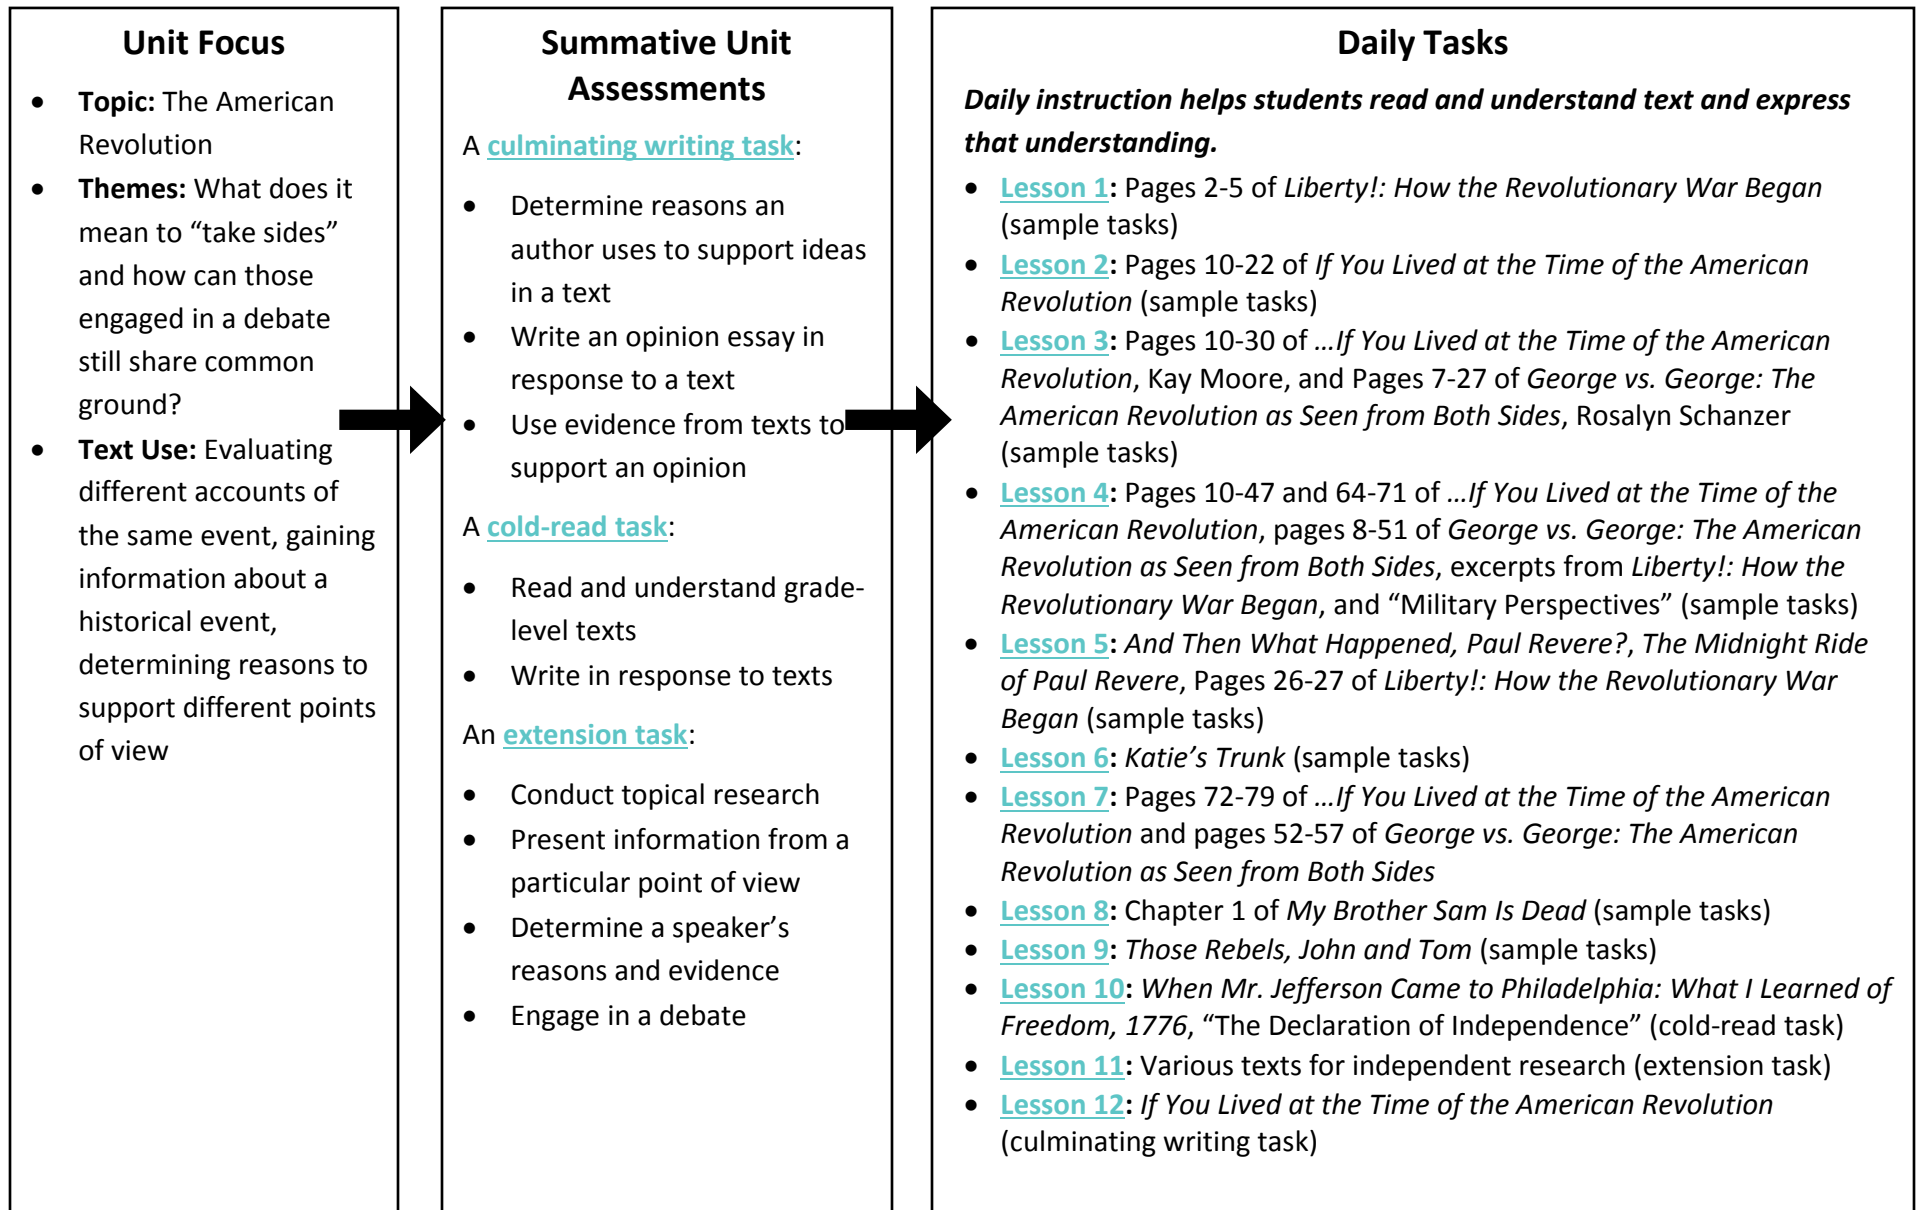 Unit Focus
• Topic: The American
Revolution
• Themes: What does it
mean to “take sides”
and how can those
engaged in a debate
still share common
ground?
• Text Use: Evaluating
different accounts of
the same event, gaining
information about a
historical event,
determining reasons to
support different points
of view
Summative Unit
Assessments
A culminating writing task:
• Determine reasons an
author uses to support ideas
in a text
• Write an opinion essay in
response to a text
• Use evidence from texts to
support an opinion
A cold-read task:
• Read and understand grade-
level texts
• Write in response to texts
An extension task:
• Conduct topical research
• Present information from a
particular point of view
• Determine a speaker’s
reasons and evidence
• Engage in a debate
Daily Tasks
Daily instruction helps students read and understand text and express
that understanding.
• Lesson 1: Pages 2-5 of Liberty!: How the Revolutionary War Began
(sample tasks)
• Lesson 2: Pages 10-22 of If You Lived at the Time of the American
Revolution (sample tasks)
• Lesson 3: Pages 10-30 of …If You Lived at the Time of the American
Revolution, Kay Moore, and Pages 7-27 of George vs. George: The
American Revolution as Seen from Both Sides, Rosalyn Schanzer
(sample tasks)
• Lesson 4: Pages 10-47 and 64-71 of …If You Lived at the Time of the
American Revolution, pages 8-51 of George vs. George: The American
Revolution as Seen from Both Sides, excerpts from Liberty!: How the
Revolutionary War Began, and “Military Perspectives” (sample tasks)
• Lesson 5: And Then What Happened, Paul Revere?, The Midnight Ride
of Paul Revere, Pages 26-27 of Liberty!: How the Revolutionary War
Began (sample tasks)
• Lesson 6: Katie’s Trunk (sample tasks)
• Lesson 7: Pages 72-79 of …If You Lived at the Time of the American
Revolution and pages 52-57 of George vs. George: The American
Revolution as Seen from Both Sides
• Lesson 8: Chapter 1 of My Brother Sam Is Dead (sample tasks)
• Lesson 9: Those Rebels, John and Tom (sample tasks)
• Lesson 10: When Mr. Jefferson Came to Philadelphia: What I Learned of
Freedom, 1776, “The Declaration of Independence” (cold-read task)
• Lesson 11: Various texts for independent research (extension task)
• Lesson 12: If You Lived at the Time of the American Revolution
(culminating writing task)